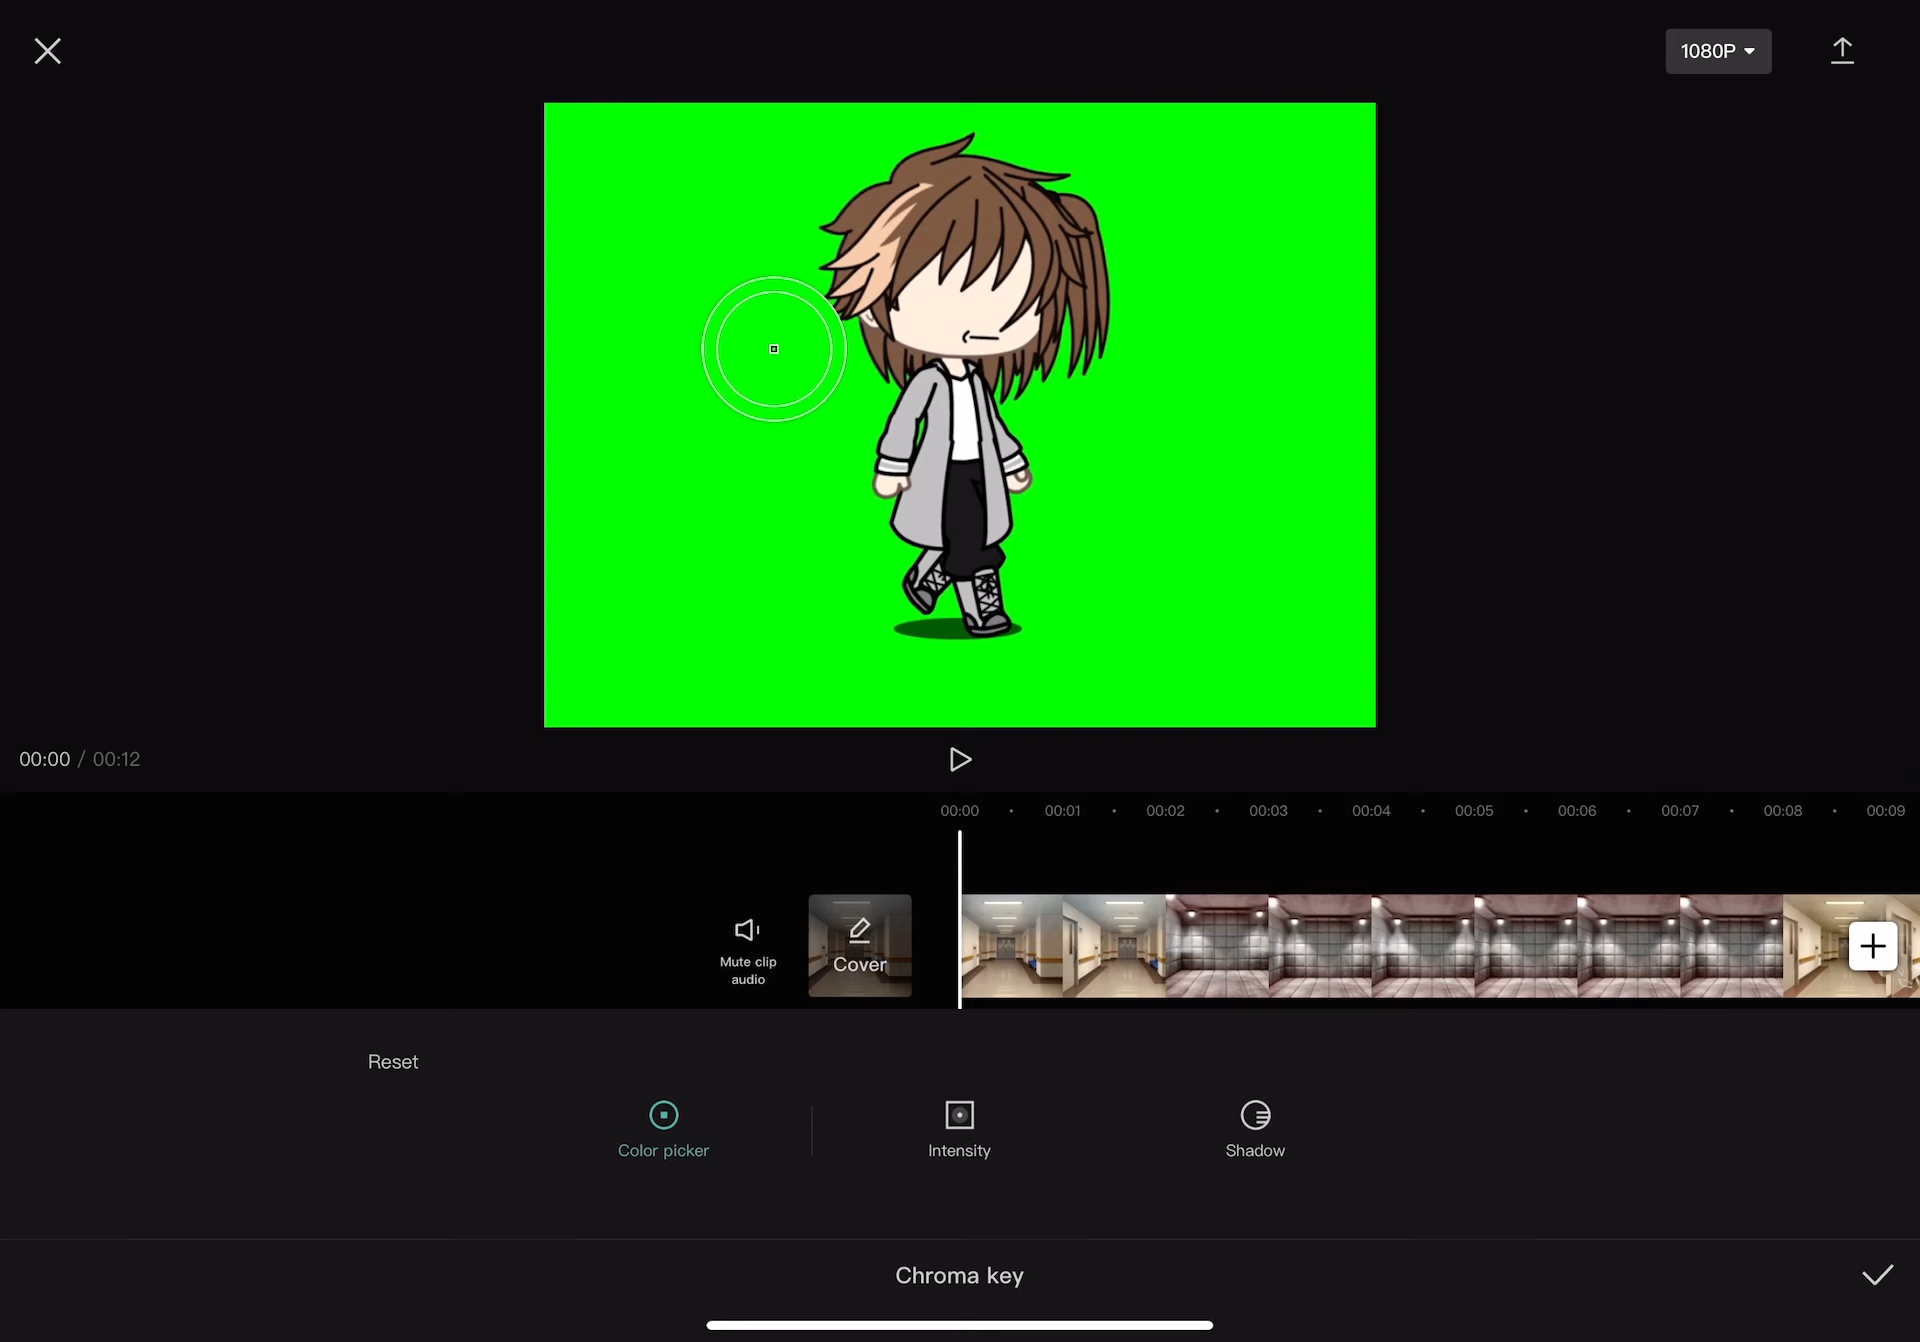 1080P
00:00 / 00:12
00:00 00:01 00:02 00:03 00:04 00:05 00:06 00:07 00:08 00:09
Mute clip
audio
Cover
Reset
Color picker
Intensity
Shadow
Chroma key